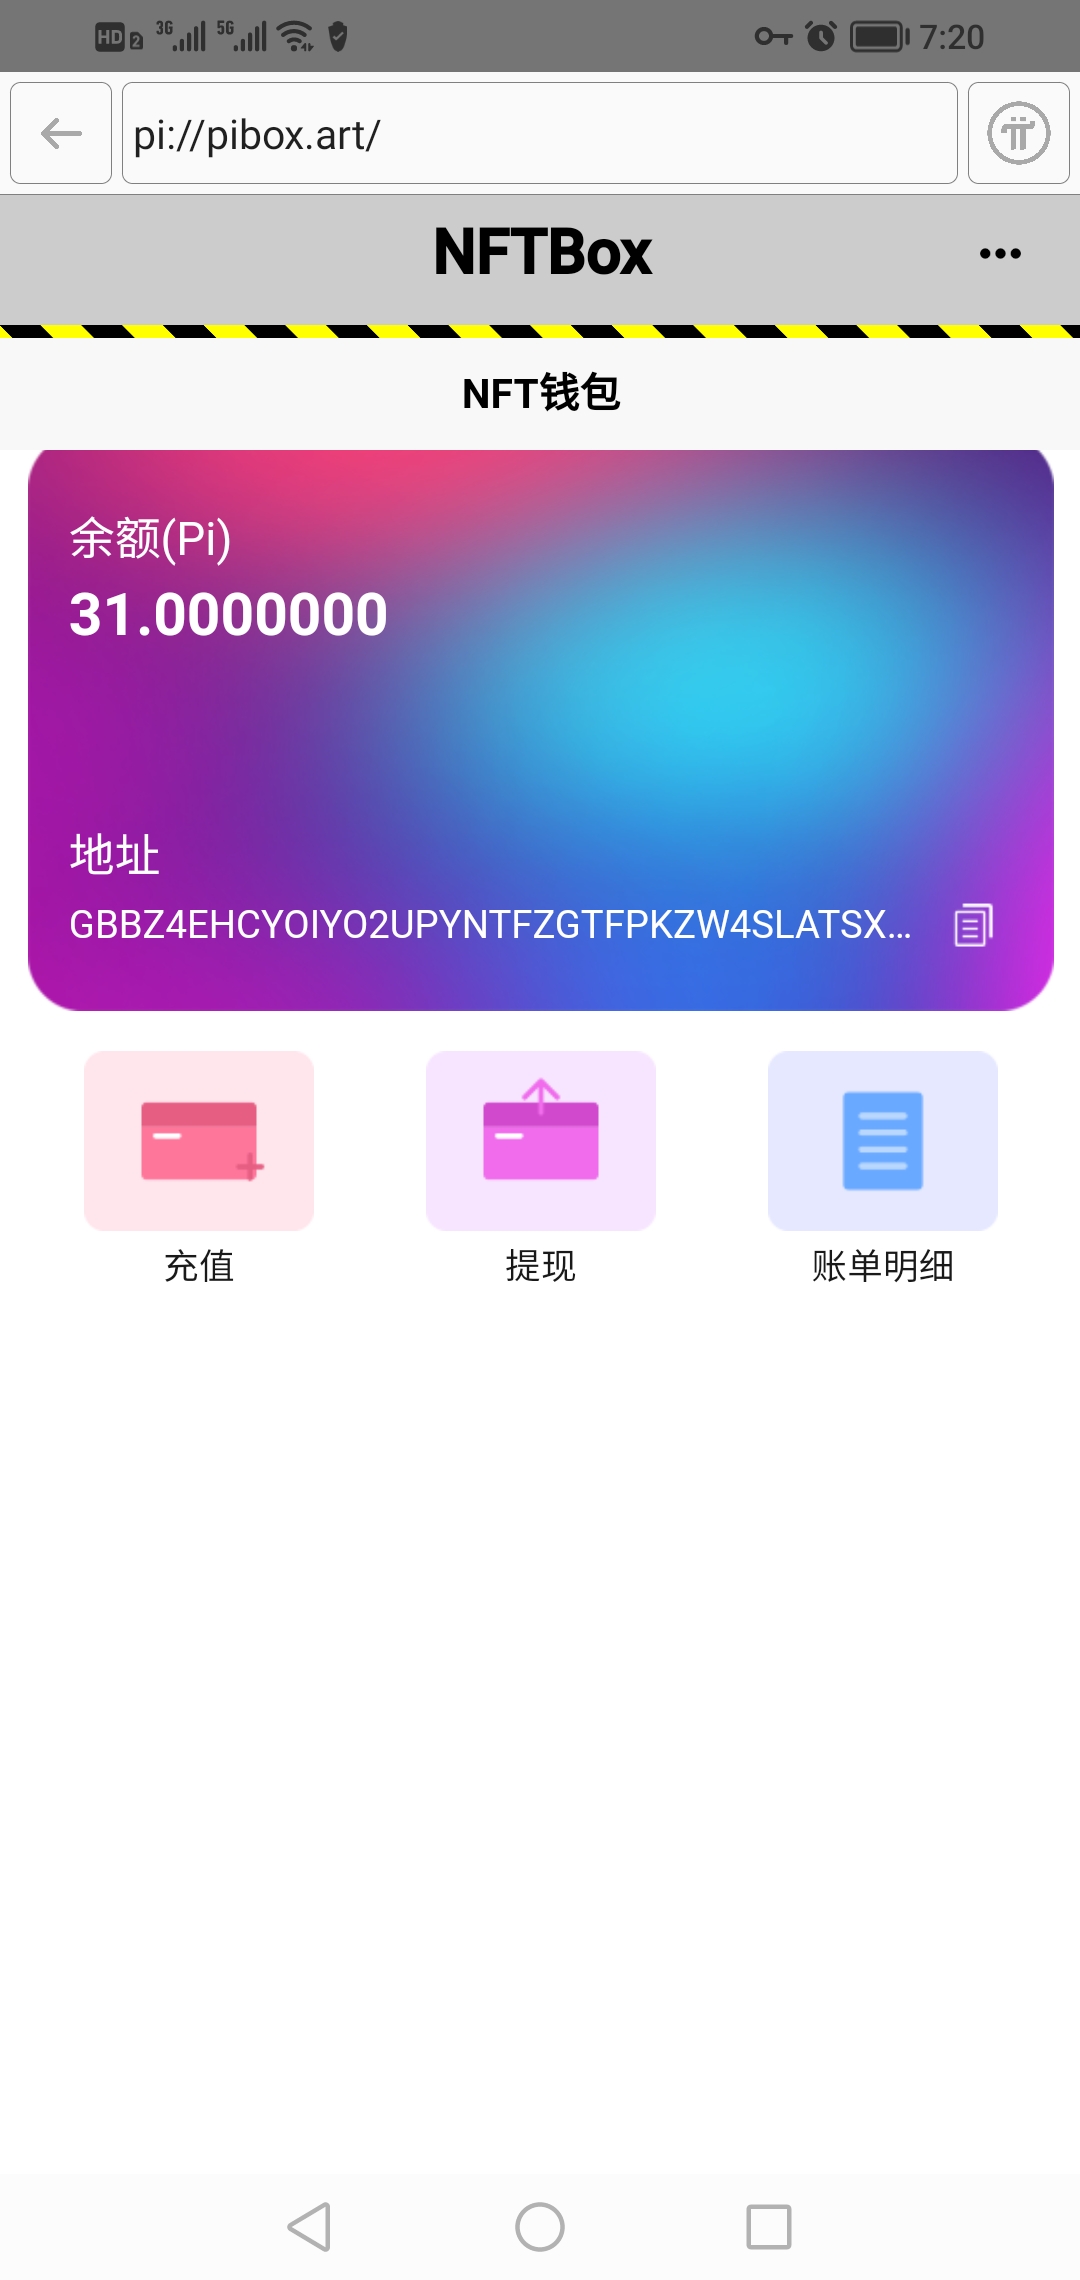 HD 2 3G 5G 7:20
pi://pibox.art/
NFTBox
NFT钱包
余额(Pi)
31.0000000
地址
GBBZ4EHCYOIYO2UPYNTFZGTFPKZW4SLATSX...
充值 提现 账单明细